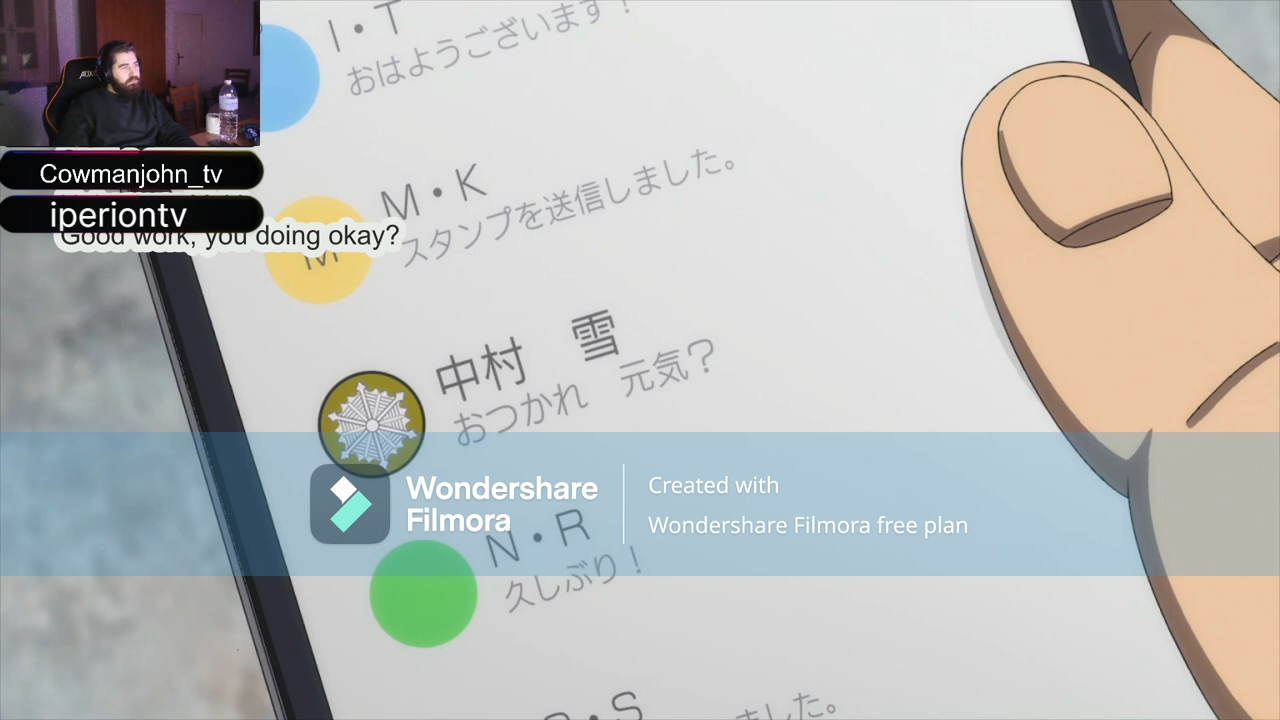 I・T
おはようございます！
Cowmanjohn_tv
iperiontv
Good work, you doing okay?
M・K
スタンプを送信しました。
M
中村　雪
おつかれ　元気？
Wondershare
Filmora
Created with
Wondershare Filmora free plan
N・R
久しぶり！
・S
ました。